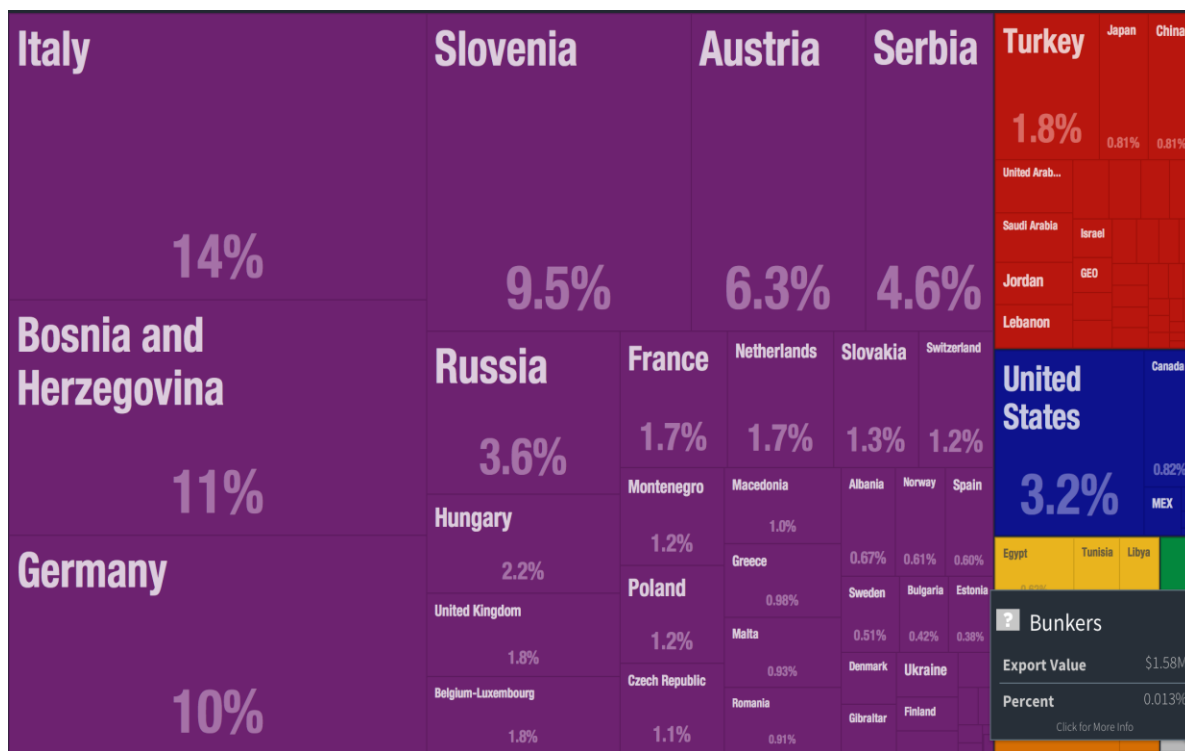 Italy
14%
Bosnia and
Herzegovina
11%
Germany
10%
Slovenia
9.5%
Austria
6.3%
Serbia
4.6%
Russia
3.6%
Hungary
2.2%
United Kingdom
1.8%
Belgium-Luxembourg
1.8%
France
1.7%
Netherlands
1.7%
Slovakia
1.3%
Switzerland
1.2%
Montenegro
1.2%
Poland
1.2%
Czech Republic
1.1%
Macedonia
1.0%
Greece
0.98%
Malta
0.93%
Romania
0.91%
Albania
0.67%
Norway
0.61%
Spain
0.60%
Sweden
0.51%
Bulgaria
0.42%
Estonia
0.38%
Denmark
Ukraine
Gibraltar
Finland
Turkey
1.8%
Japan
0.81%
China
0.81%
United Arab...
Saudi Arabia
Israel
Jordan
GEO
Lebanon
United
States
3.2%
Canada
0.82%
MEX
Egypt
Tunisia
Libya
? Bunkers
Export Value $1.58M
Percent 0.013%
Click for More Info